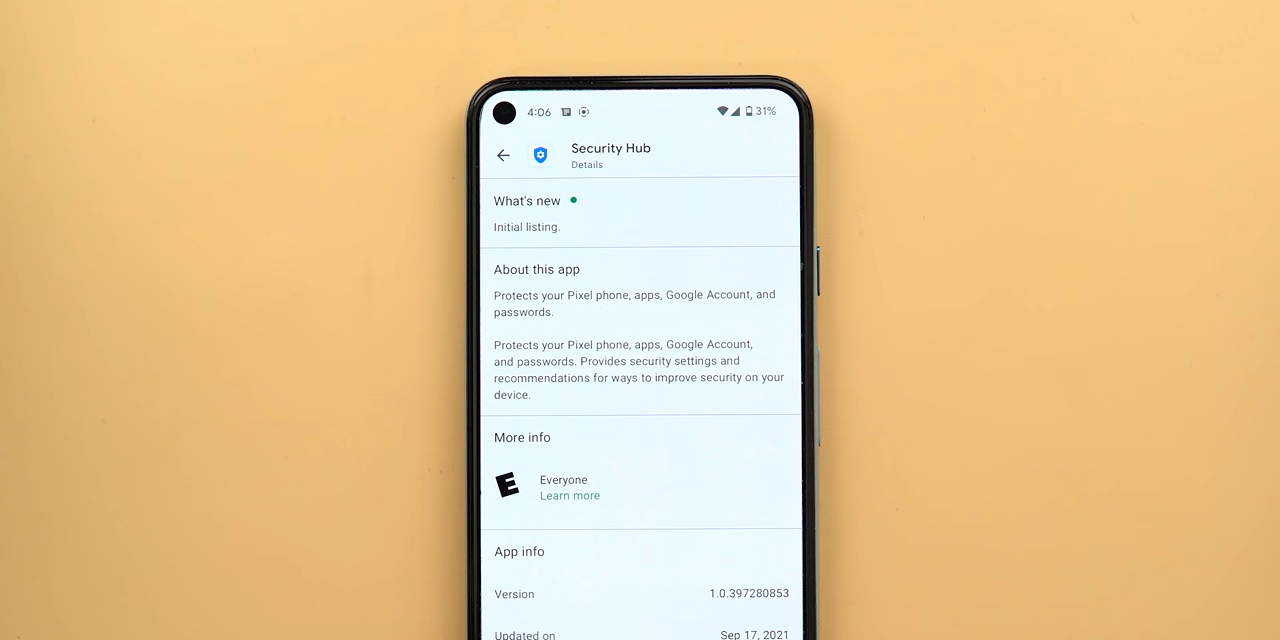 4:06
31%
Security Hub
Details
What's new
Initial listing.
About this app
Protects your Pixel phone, apps, Google Account, and
passwords.
Protects your Pixel phone, apps, Google Account,
and passwords. Provides security settings and
recommendations for ways to improve security on your
device.
More info
E
Everyone
Learn more
App info
Version
1.0.397280853
Updated on
Sep 17, 2021